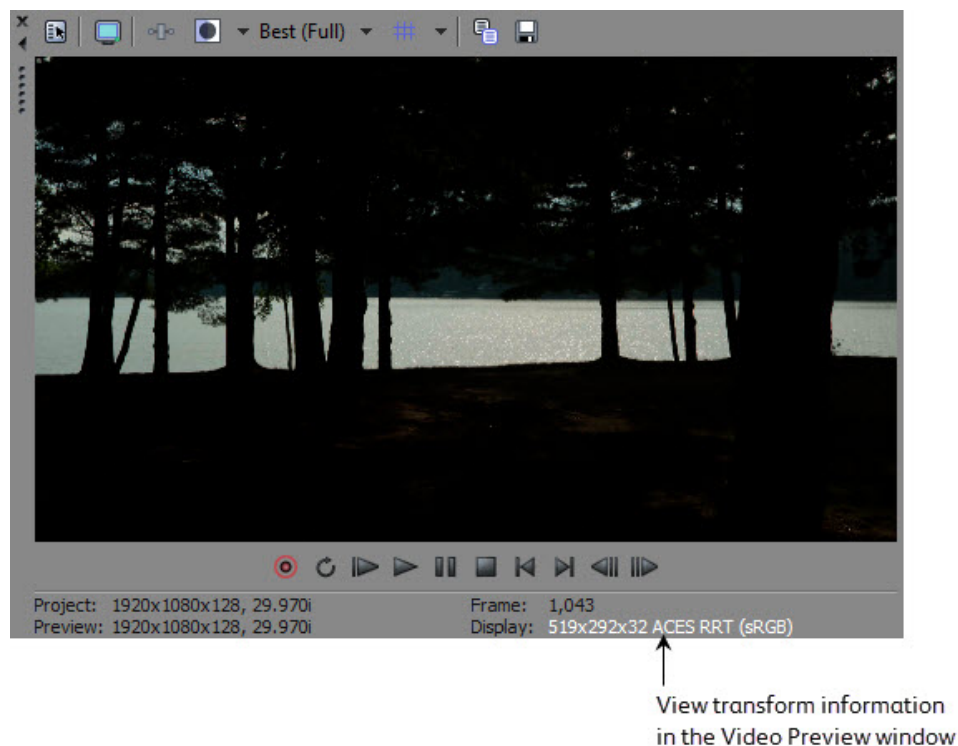 Best (Full)
Project: 1920x1080x128, 29.970i
Frame: 1,043
Preview: 1920x1080x128, 29.970i
Display: 519x292x32 ACES RRT (sRGB)
View transform information
in the Video Preview window